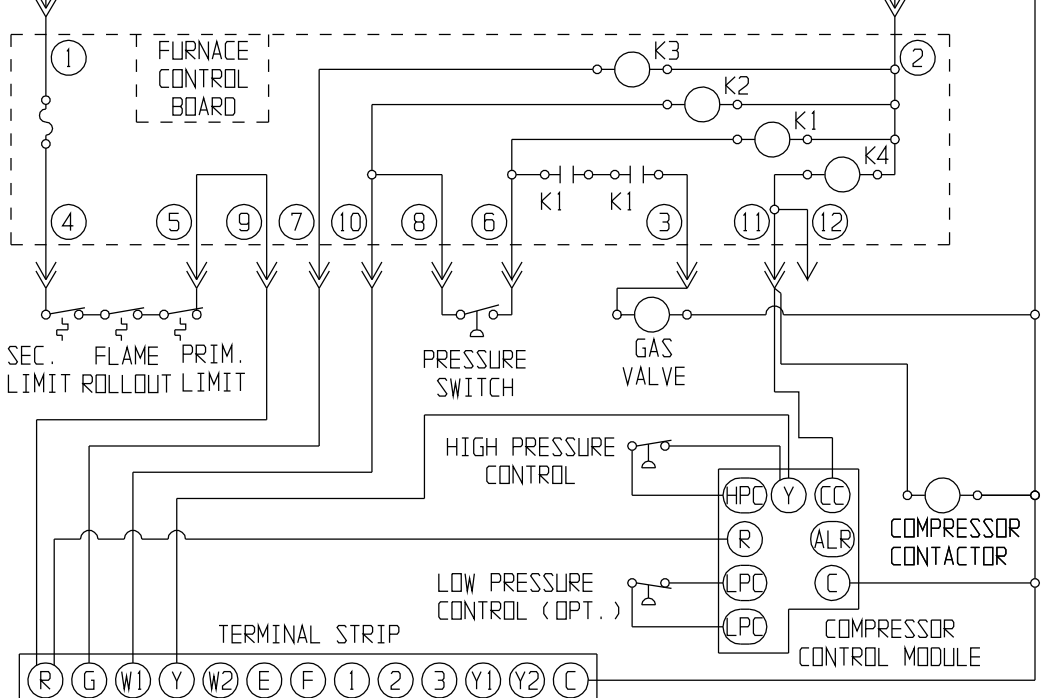 1
FURNACE
CONTROL
BOARD
K3
2
K2
K1
K4
K1
K1
4
5
9
7
10
8
6
3
11
12
SEC.
LIMIT
FLAME
ROLLOUT
PRIM.
LIMIT
PRESSURE
SWITCH
GAS
VALVE
HIGH PRESSURE
CONTROL
HPC
Y
CC
COMPRESSOR
CONTACTOR
R
ALR
LOW PRESSURE
CONTROL (OPT.)
LPC
C
LPC
COMPRESSOR
CONTROL MODULE
TERMINAL STRIP
R
G
W1
Y
W2
E
F
1
2
3
Y1
Y2
C